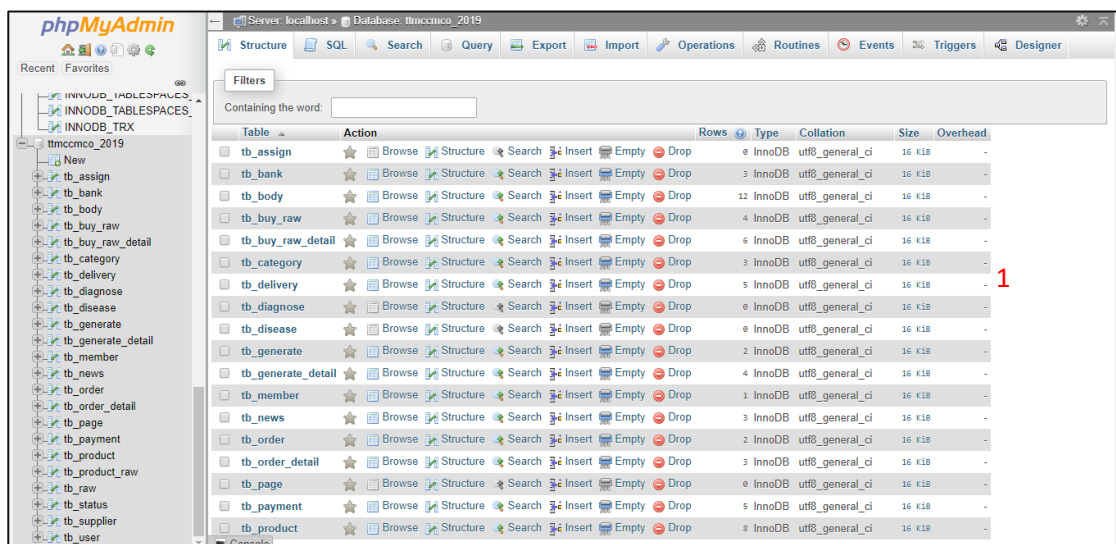 phpMyAdmin
Recent Favorites
INNODB_TABLESPACES_
INNODB_TABLESPACES_
INNODB_TRX
ttmccmco_2019
New
tb_assign
tb_bank
tb_body
tb_buy_raw
tb_buy_raw_detail
tb_category
tb_delivery
tb_diagnose
tb_disease
tb_generate
tb_generate_detail
tb_member
tb_news
tb_order
tb_order_detail
tb_page
tb_payment
tb_product
tb_product_raw
tb_raw
tb_status
tb_supplier
tb_user
Server: localhost » Database: ttmccmco_2019
Structure SQL Search Query Export Import Operations Routines Events Triggers Designer
Filters
Containing the word:
Table Action Rows Type Collation Size Overhead
tb_assign Browse Structure Search Insert Empty Drop 0 InnoDB utf8_general_ci 16 KiB -
tb_bank Browse Structure Search Insert Empty Drop 3 InnoDB utf8_general_ci 16 KiB -
tb_body Browse Structure Search Insert Empty Drop 12 InnoDB utf8_general_ci 16 KiB -
tb_buy_raw Browse Structure Search Insert Empty Drop 4 InnoDB utf8_general_ci 16 KiB -
tb_buy_raw_detail Browse Structure Search Insert Empty Drop 6 InnoDB utf8_general_ci 16 KiB -
tb_category Browse Structure Search Insert Empty Drop 3 InnoDB utf8_general_ci 16 KiB -
tb_delivery Browse Structure Search Insert Empty Drop 5 InnoDB utf8_general_ci 16 KiB -
1
tb_diagnose Browse Structure Search Insert Empty Drop 0 InnoDB utf8_general_ci 16 KiB -
tb_disease Browse Structure Search Insert Empty Drop 0 InnoDB utf8_general_ci 16 KiB -
tb_generate Browse Structure Search Insert Empty Drop 2 InnoDB utf8_general_ci 16 KiB -
tb_generate_detail Browse Structure Search Insert Empty Drop 4 InnoDB utf8_general_ci 16 KiB -
tb_member Browse Structure Search Insert Empty Drop 1 InnoDB utf8_general_ci 16 KiB -
tb_news Browse Structure Search Insert Empty Drop 3 InnoDB utf8_general_ci 16 KiB -
tb_order Browse Structure Search Insert Empty Drop 2 InnoDB utf8_general_ci 16 KiB -
tb_order_detail Browse Structure Search Insert Empty Drop 3 InnoDB utf8_general_ci 16 KiB -
tb_page Browse Structure Search Insert Empty Drop 0 InnoDB utf8_general_ci 16 KiB -
tb_payment Browse Structure Search Insert Empty Drop 5 InnoDB utf8_general_ci 16 KiB -
tb_product Browse Structure Search Insert Empty Drop 8 InnoDB utf8_general_ci 16 KiB -
Console